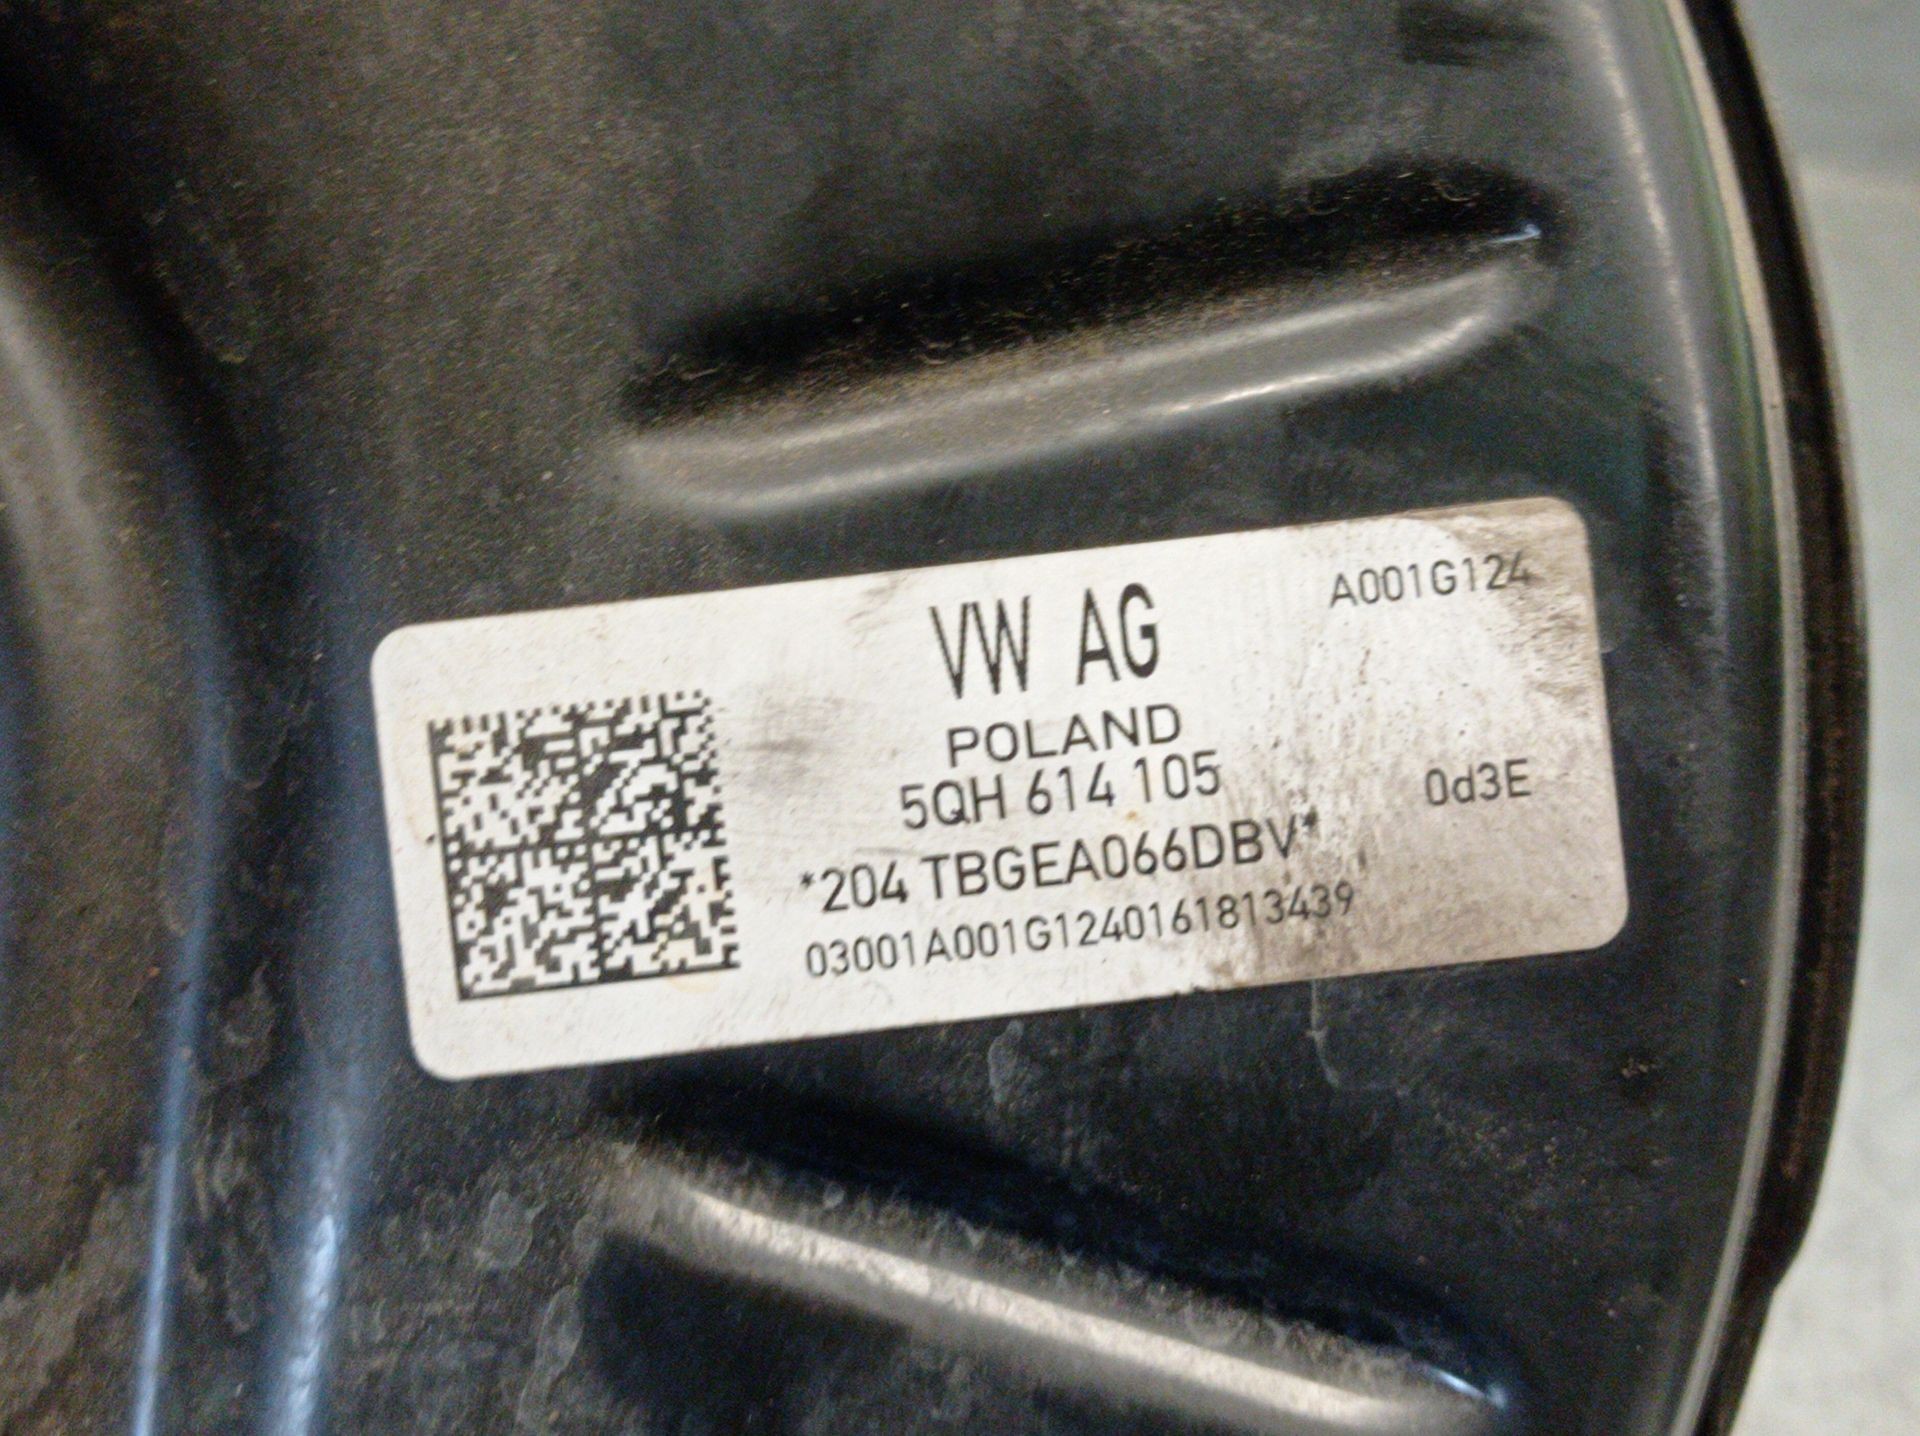 A001G124
VW AG
POLAND
5QH 614 105
0d3E
*204 TBGEA066DBV*
03001A001G1240161813439